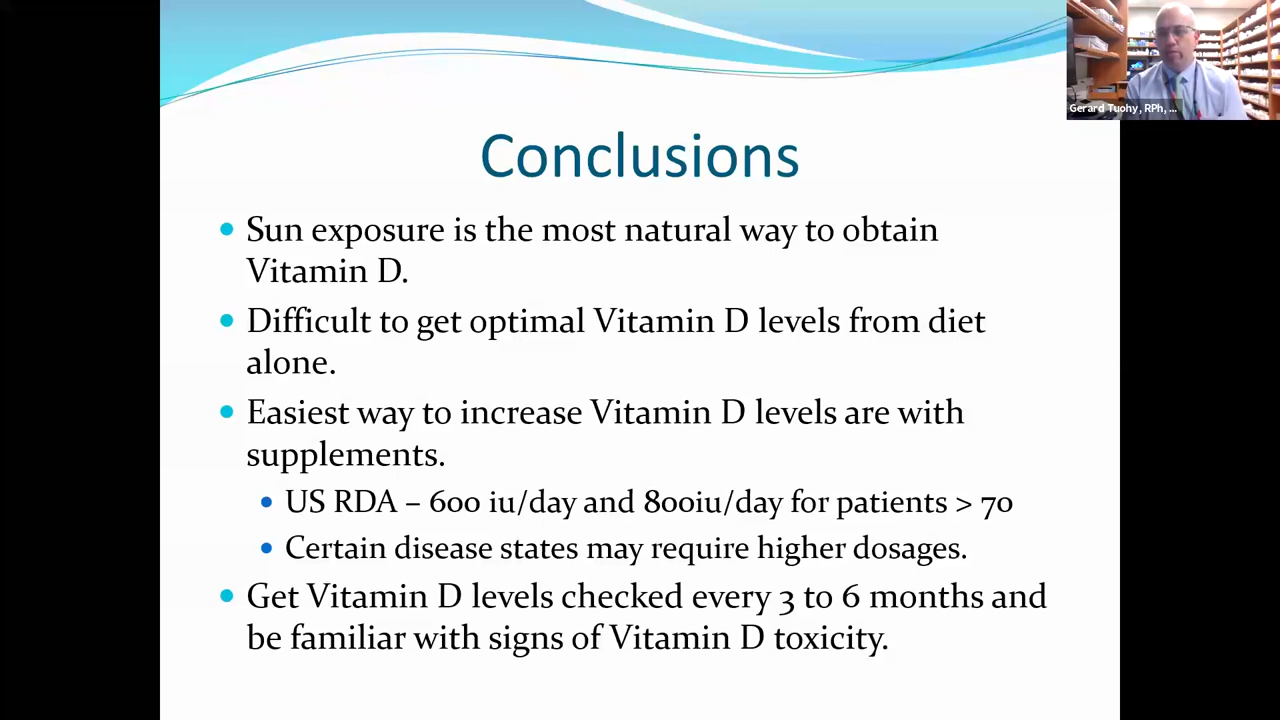 Gerard Tuohy, RPh, ...
Conclusions
Sun exposure is the most natural way to obtain
Vitamin D.
Difficult to get optimal Vitamin D levels from diet
alone.
Easiest way to increase Vitamin D levels are with
supplements.
US RDA – 600 iu/day and 800iu/day for patients > 70
Certain disease states may require higher dosages.
Get Vitamin D levels checked every 3 to 6 months and
be familiar with signs of Vitamin D toxicity.